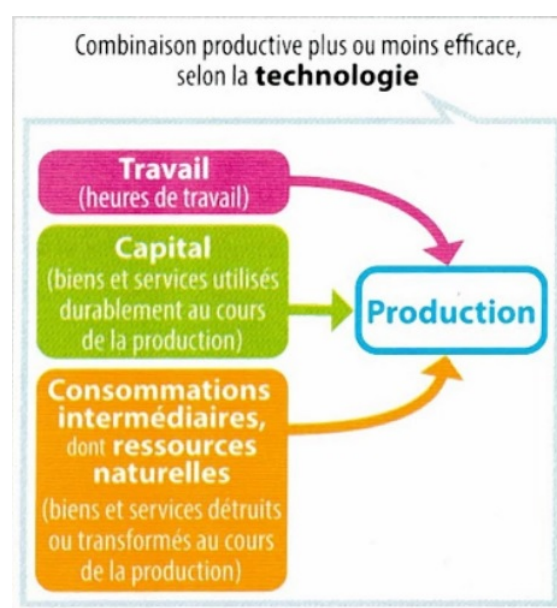 Combinaison productive plus ou moins efficace,
selon la technologie
Travail
(heures de travail)
Capital
(biens et services utilisés
durablement au cours
de la production)
Production
Consommations
intermédiaires,
dont ressources
naturelles
(biens et services détruits
ou transformés au cours
de la production)